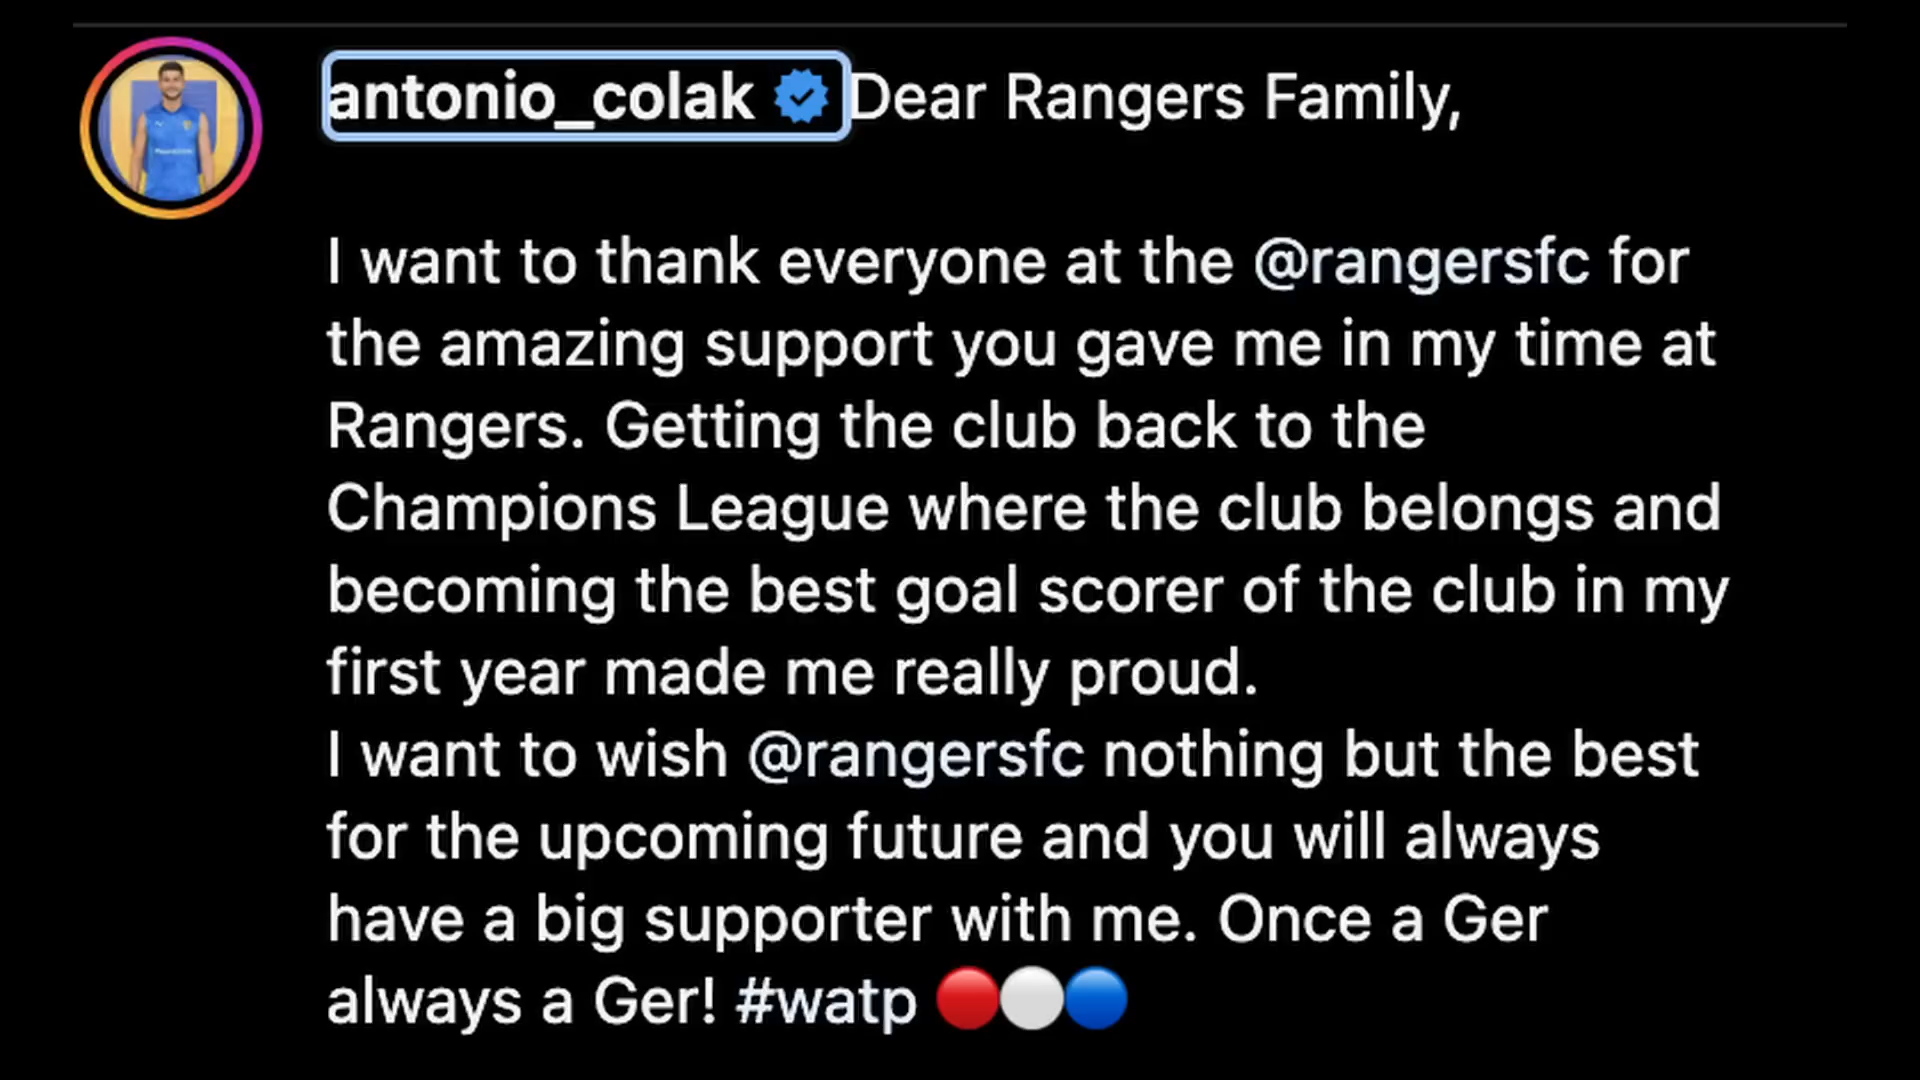 antonio_colak Dear Rangers Family,
I want to thank everyone at the @rangersfc for
the amazing support you gave me in my time at
Rangers. Getting the club back to the
Champions League where the club belongs and
becoming the best goal scorer of the club in my
first year made me really proud.
I want to wish @rangersfc nothing but the best
for the upcoming future and you will always
have a big supporter with me. Once a Ger
always a Ger! #watp 🔴⚪🔵